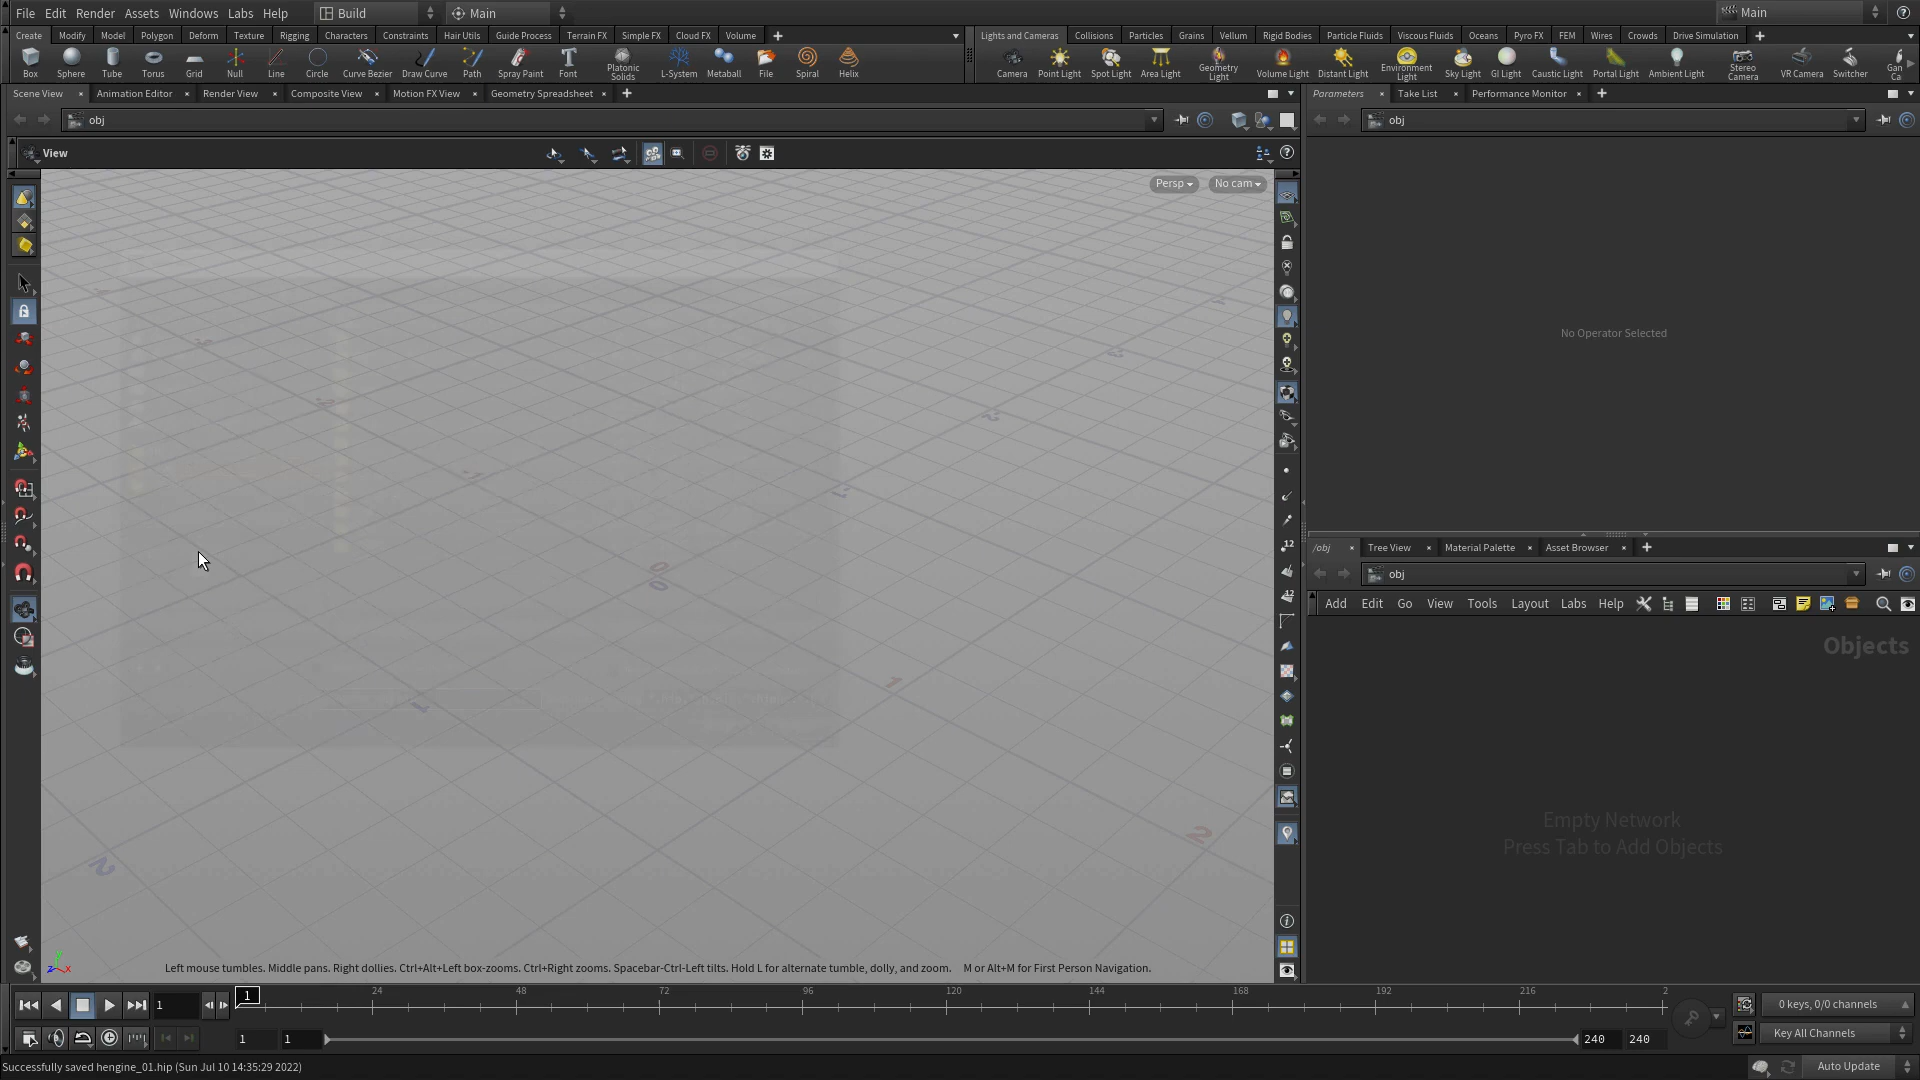 File Edit Render Assets Windows Labs Help Build Main Main
Create Modify Model Polygon Deform Texture Rigging Characters Constraints Hair Utils Guide Process Terrain FX Simple FX Cloud FX Volume
Lights and Cameras Collisions Particles Grains Vellum Rigid Bodies Particle Fluids Viscous Fluids Oceans Pyro FX FEM Wires Crowds Drive Simulation
Box Sphere Tube Torus Grid Null Line Circle Curve Bezier Draw Curve Path Spray Paint Font Platonic Solids L-System Metaball File Spiral Helix
Camera Point Light Spot Light Area Light Geometry Light Volume Light Distant Light Environment Light Sky Light GI Light Caustic Light Portal Light Ambient Light Stereo Camera VR Camera Switcher Gan Ca
Scene View Animation Editor Render View Composite View Motion FX View Geometry Spreadsheet
Parameters Take List Performance Monitor
obj
obj
View
Persp No cam
No Operator Selected
/obj Tree View Material Palette Asset Browser
obj
Add Edit Go View Tools Layout Labs Help
Objects
Empty Network
Press Tab to Add Objects
Left mouse tumbles. Middle pans. Right dollies. Ctrl+Alt+Left box-zooms. Ctrl+Right zooms. Spacebar-Ctrl-Left tilts. Hold L for alternate tumble, dolly, and zoom. M or Alt+M for First Person Navigation.
1 1 24 48 72 96 120 144 168 192 216 2
0 keys, 0/0 channels
1 1 240 240
Key All Channels
Successfully saved hengine_01.hip (Sun Jul 10 14:35:29 2022)
Auto Update